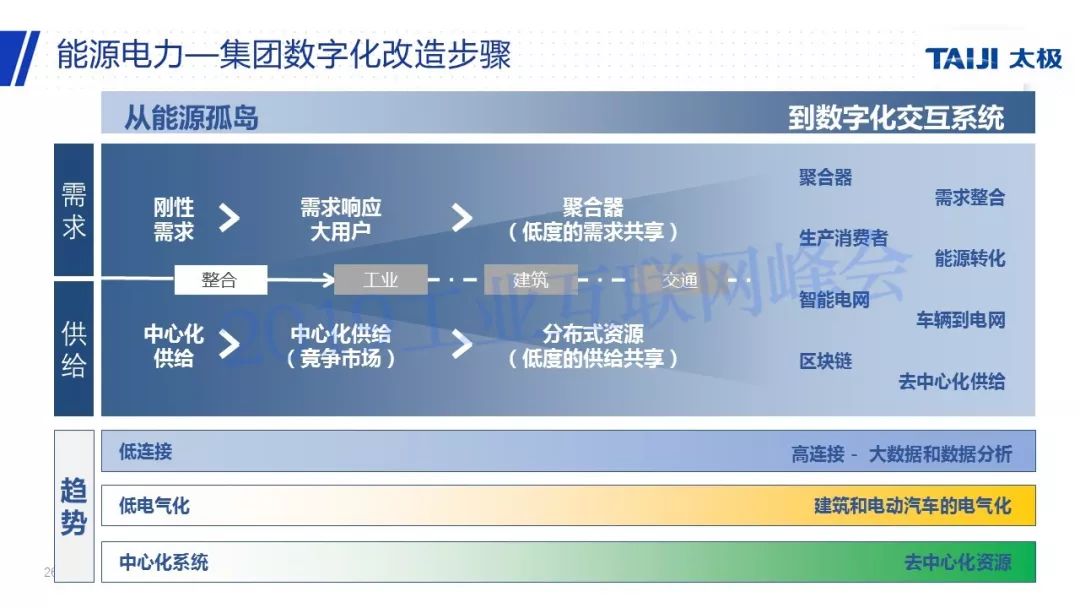 能源电力—集团数字化改造步骤
TAIJI 太极
从能源孤岛
到数字化交互系统
需求
刚性
需求
需求响应
大用户
聚合器
（低度的需求共享）
整合
工业
建筑
交通
供给
中心化
供给
中心化供给
（竞争市场）
分布式资源
（低度的供给共享）
聚合器
需求整合
生产消费者
能源转化
智能电网
车辆到电网
区块链
去中心化供给
2019工业互联网峰会
趋势
低连接
高连接 - 大数据和数据分析
低电气化
建筑和电动汽车的电气化
中心化系统
去中心化资源